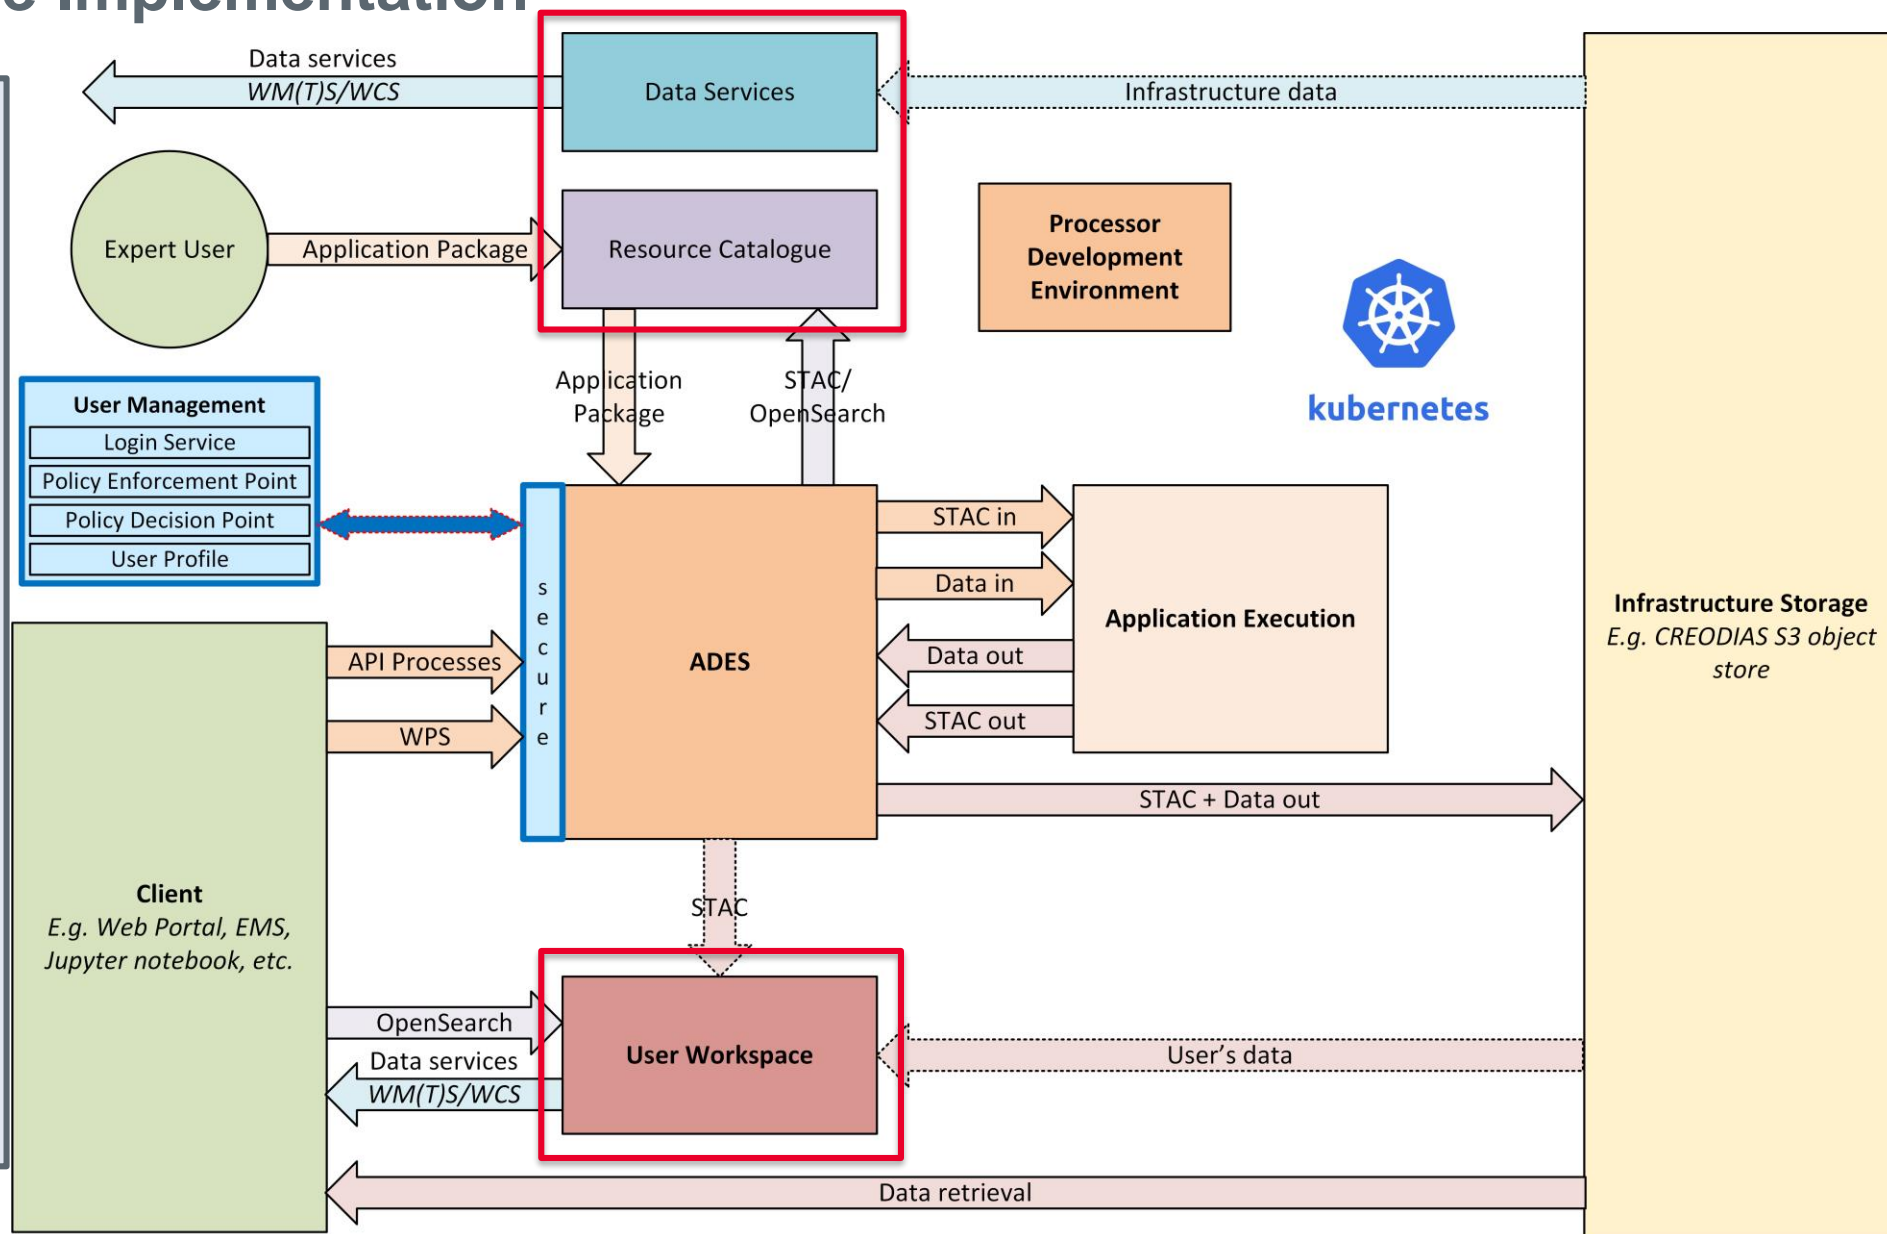 e Implementation
Data services
WM(T)S/WCS
Data Services
Infrastructure data
Expert User
Application Package
Resource Catalogue
Processor
Development
Environment
kubernetes
Application
Package
STAC/
OpenSearch
User Management
Login Service
Policy Enforcement Point
Policy Decision Point
User Profile
s
e
c
u
r
e
ADES
STAC in
Data in
Data out
STAC out
Application Execution
Infrastructure Storage
E.g. CREODIAS S3 object
store
API Processes
WPS
STAC + Data out
Client
E.g. Web Portal, EMS,
Jupyter notebook, etc.
STAC
OpenSearch
Data services
WM(T)S/WCS
User Workspace
User's data
Data retrieval